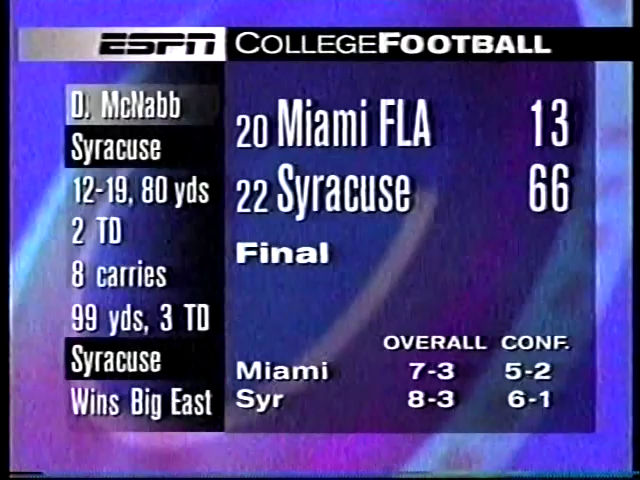 ESPN COLLEGEFOOTBALL
D. McNabb
Syracuse
12-19, 80 yds
2 TD
8 carries
99 yds, 3 TD
Syracuse
Wins Big East
20 Miami FLA 13
22 Syracuse 66
Final
OVERALL CONF.
Miami 7-3 5-2
Syr 8-3 6-1